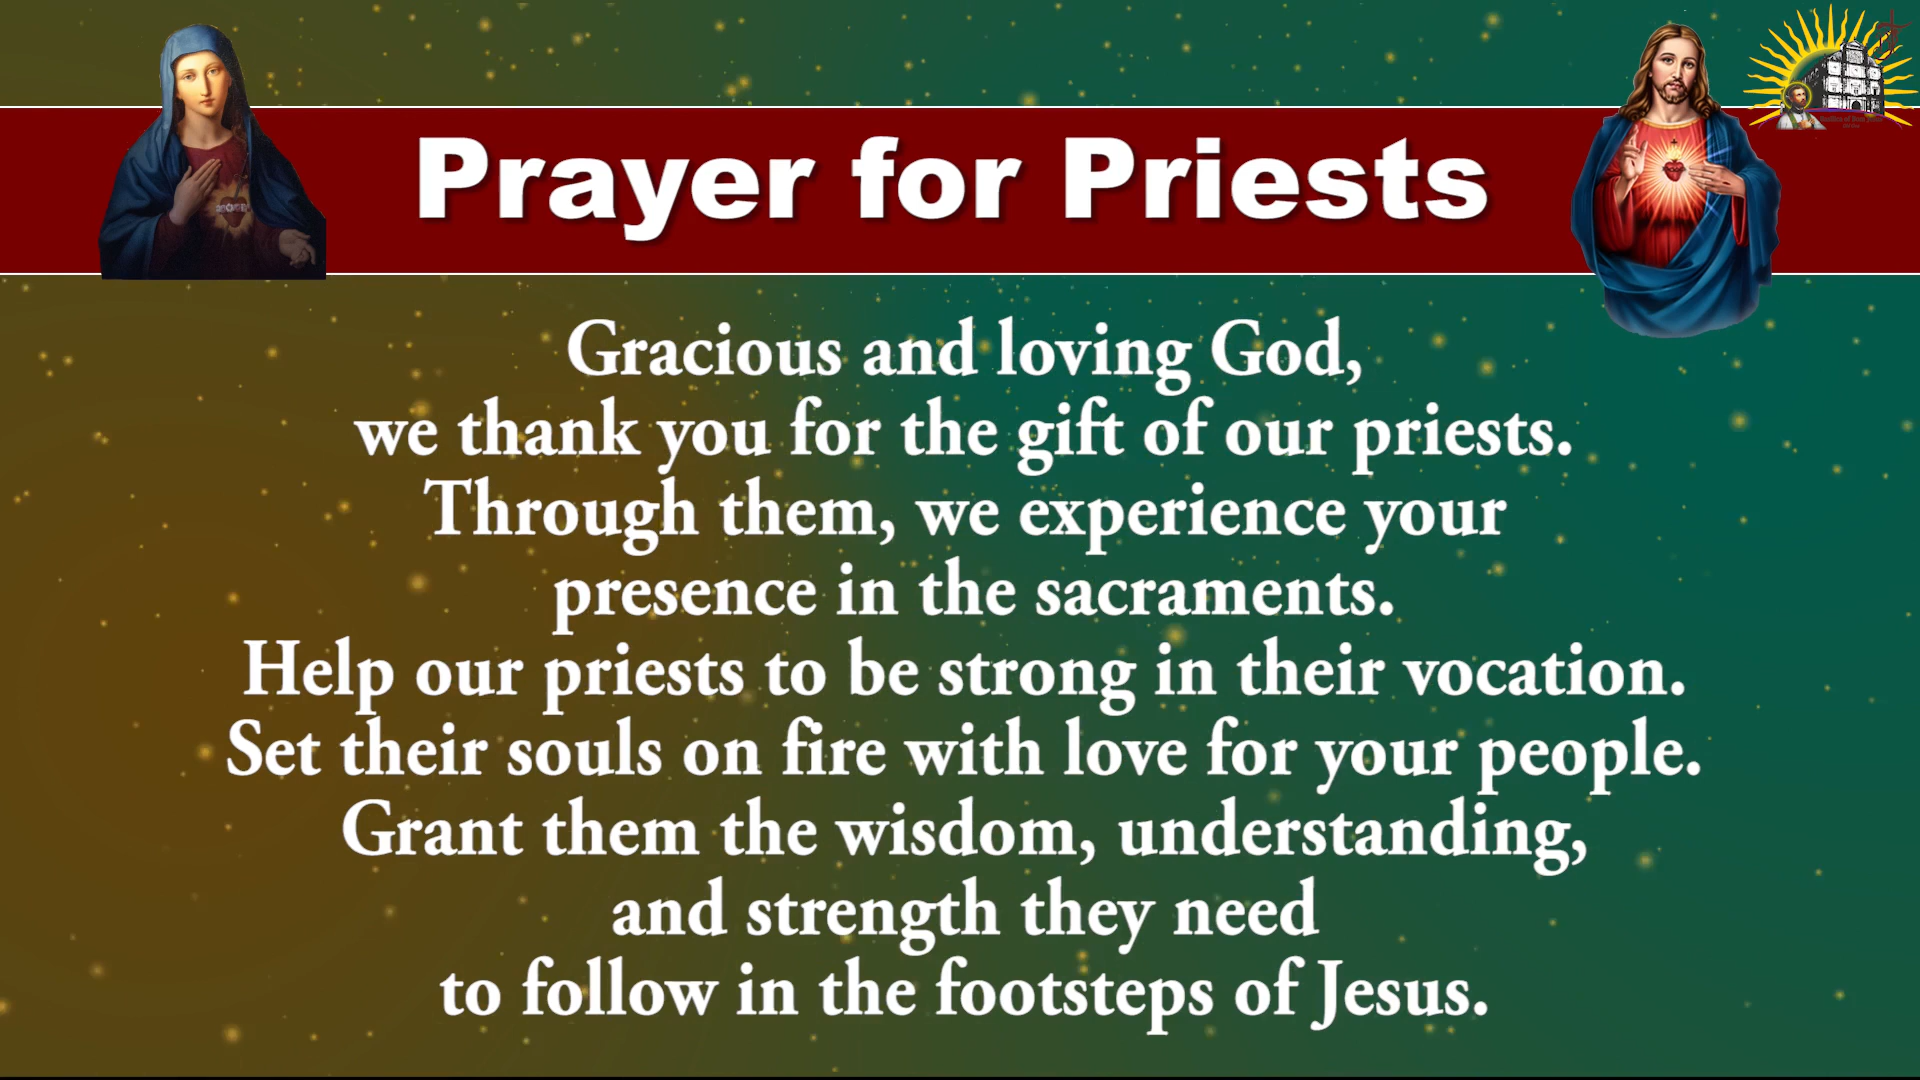 Prayer for Priests
Gracious and loving God,
we thank you for the gift of our priests.
Through them, we experience your
presence in the sacraments.
Help our priests to be strong in their vocation.
Set their souls on fire with love for your people.
Grant them the wisdom, understanding,
and strength they need
to follow in the footsteps of Jesus.